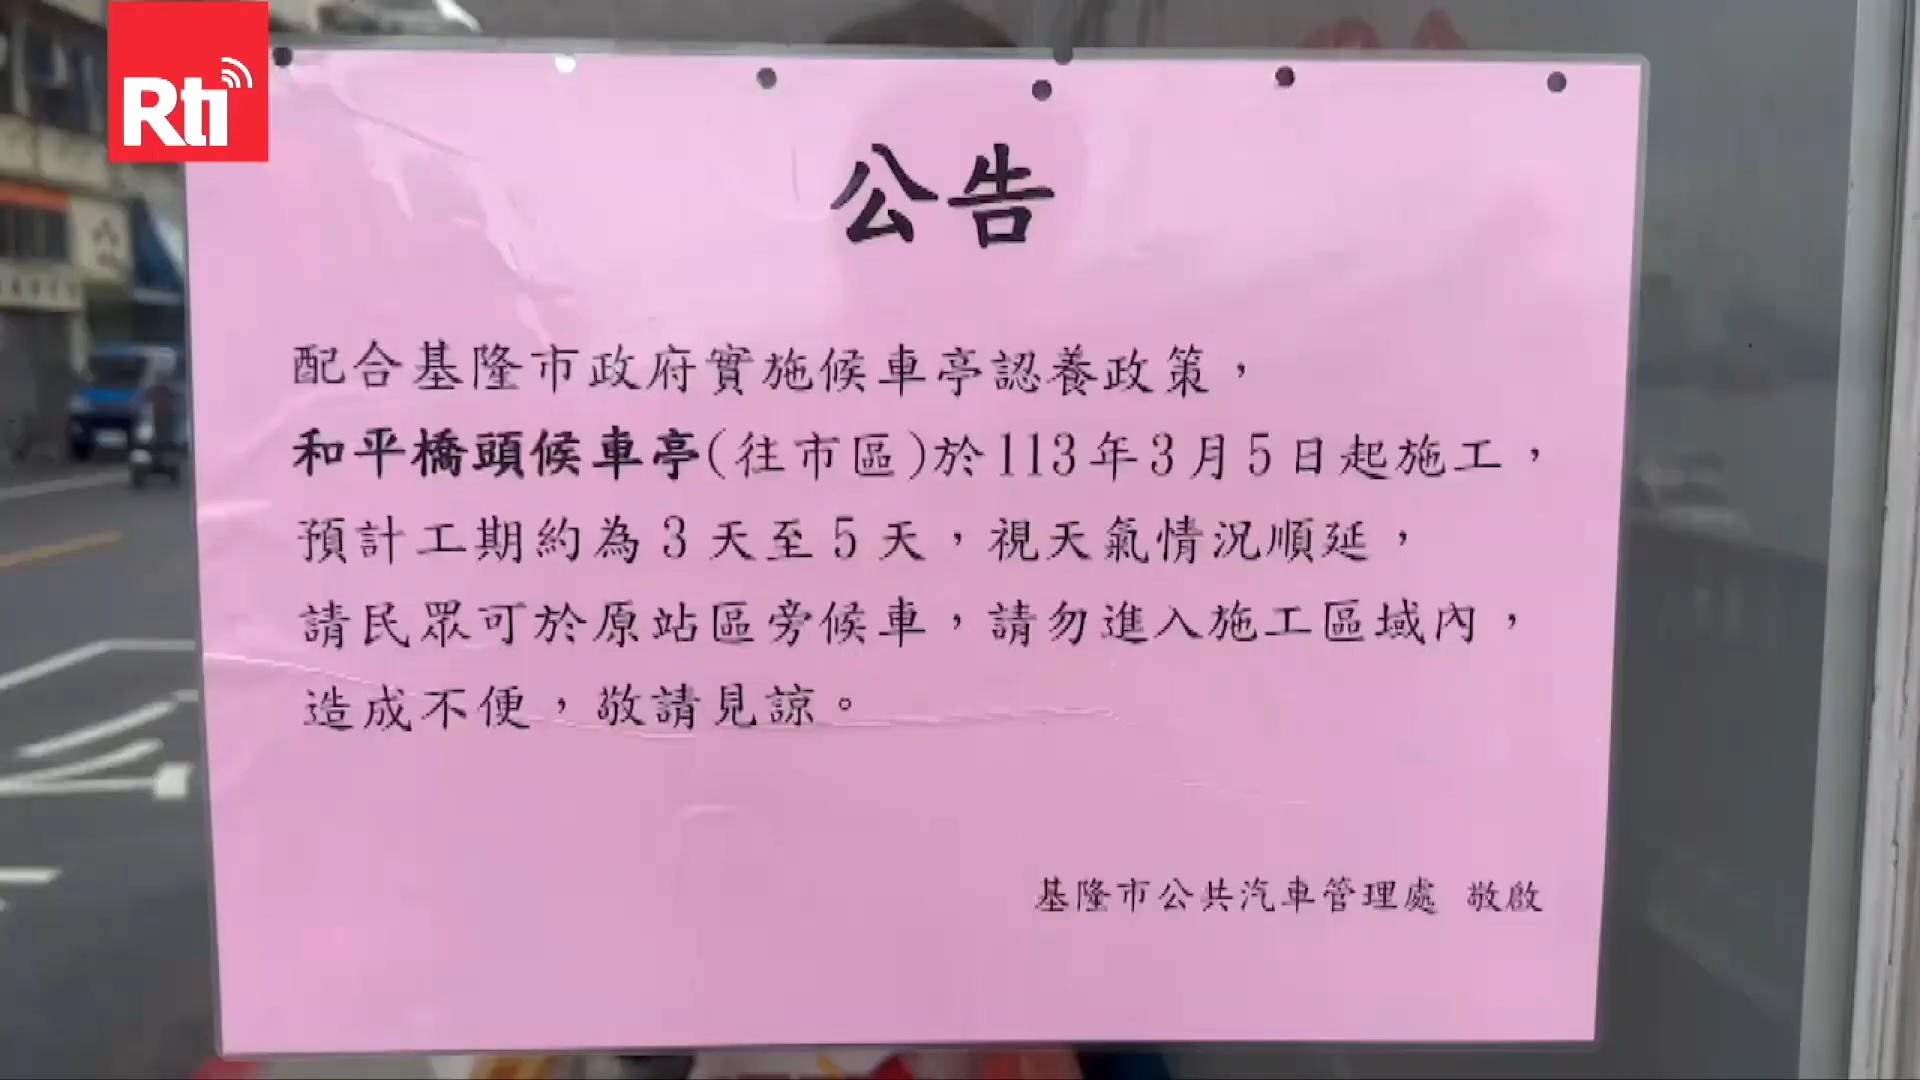 Rti
公告
配合基隆市政府實施候車亭認養政策，
和平橋頭候車亭(往市區)於113年3月5日起施工，
預計工期約為3天至5天，視天氣情況順延，
請民眾可於原站區旁候車，請勿進入施工區域內，
造成不便，敬請見諒。
基隆市公共汽車管理處 敬啟